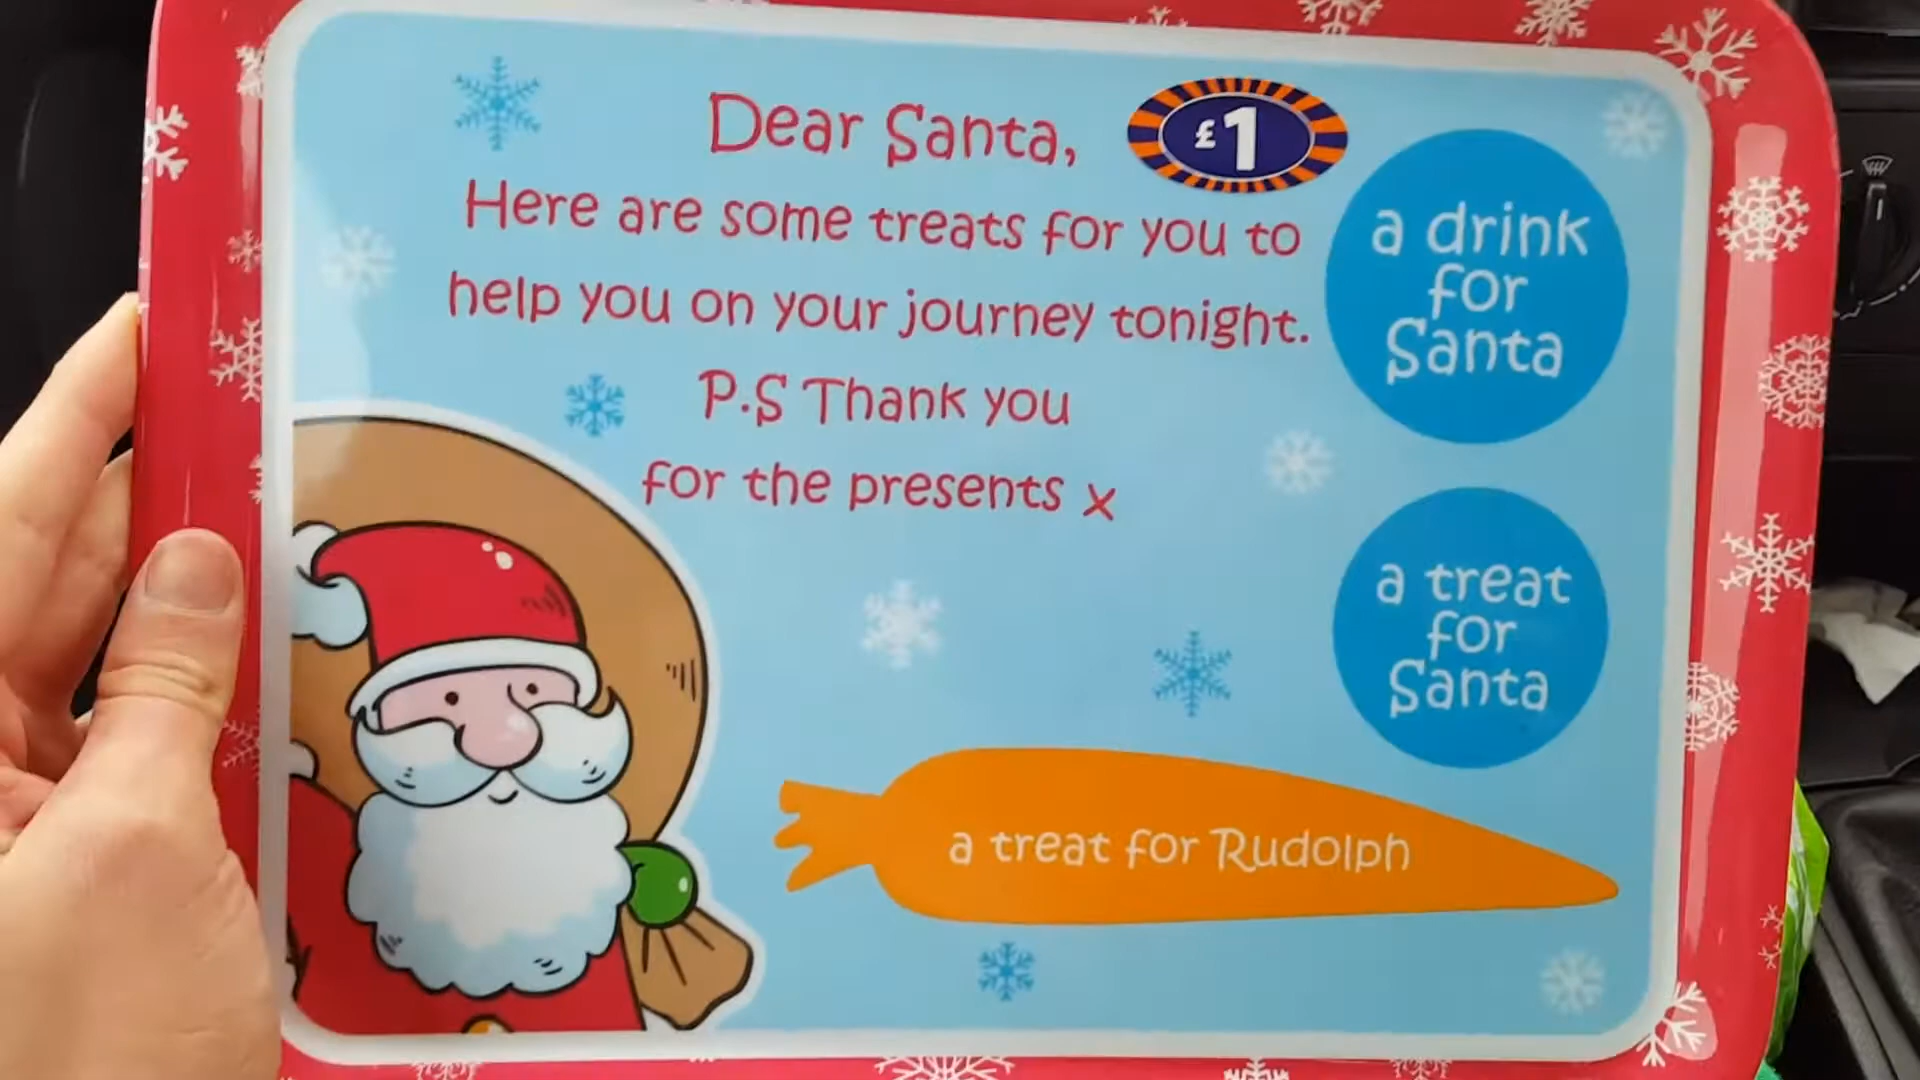 Dear Santa,
£1
Here are some treats for you to
help you on your journey tonight.
P.S Thank you
for the presents x
a drink
for
Santa
a treat
for
Santa
a treat for Rudolph